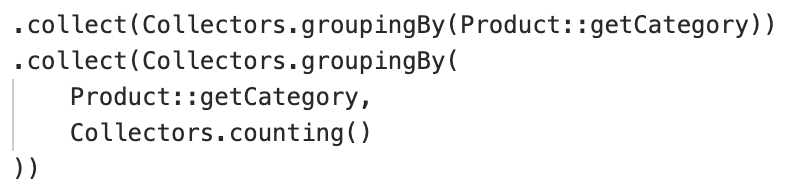 .collect(Collectors.groupingBy(Product::getCategory))
.collect(Collectors.groupingBy(
    Product::getCategory,
    Collectors.counting()
))